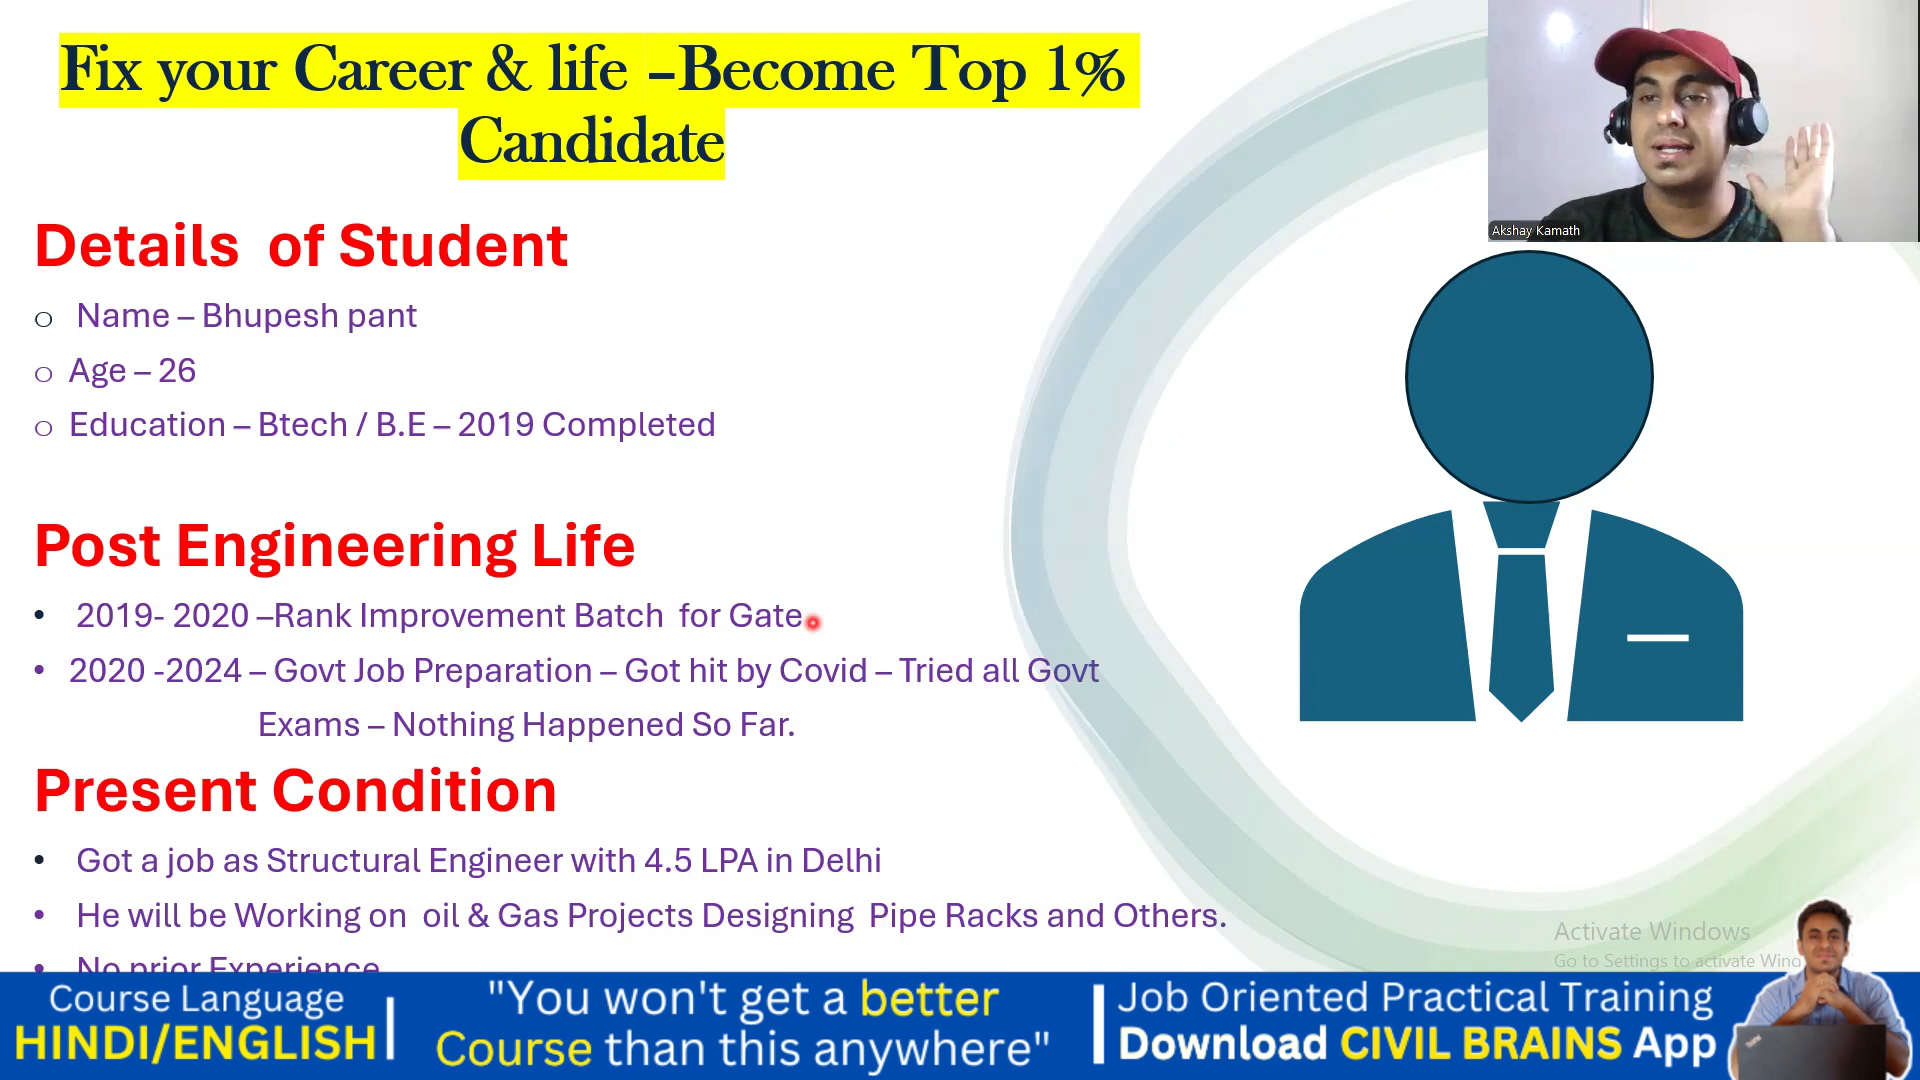 Fix your Career & life –Become Top 1%
Candidate
Akshay Kamath
Details of Student
o Name – Bhupesh pant
o Age – 26
o Education – Btech / B.E – 2019 Completed
Post Engineering Life
• 2019- 2020 –Rank Improvement Batch for Gate
• 2020 -2024 – Govt Job Preparation – Got hit by Covid – Tried all Govt
Exams – Nothing Happened So Far.
Present Condition
• Got a job as Structural Engineer with 4.5 LPA in Delhi
• He will be Working on oil & Gas Projects Designing Pipe Racks and Others.
• No prior Experience
Activate Windows
Go to Settings to activate Wind
Course Language
HINDI/ENGLISH
"You won't get a better
Course than this anywhere"
Job Oriented Practical Training
Download CIVIL BRAINS App